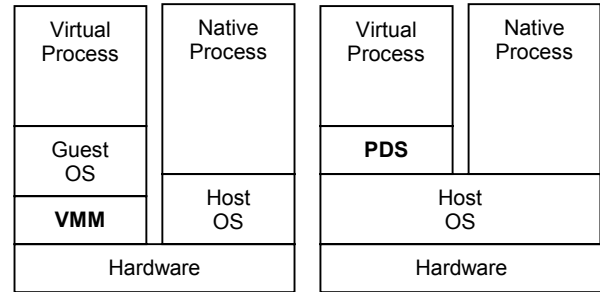 Virtual
Process
Native
Process
Guest
OS
VMM
Host
OS
Hardware
Virtual
Process
Native
Process
PDS
Host
OS
Hardware